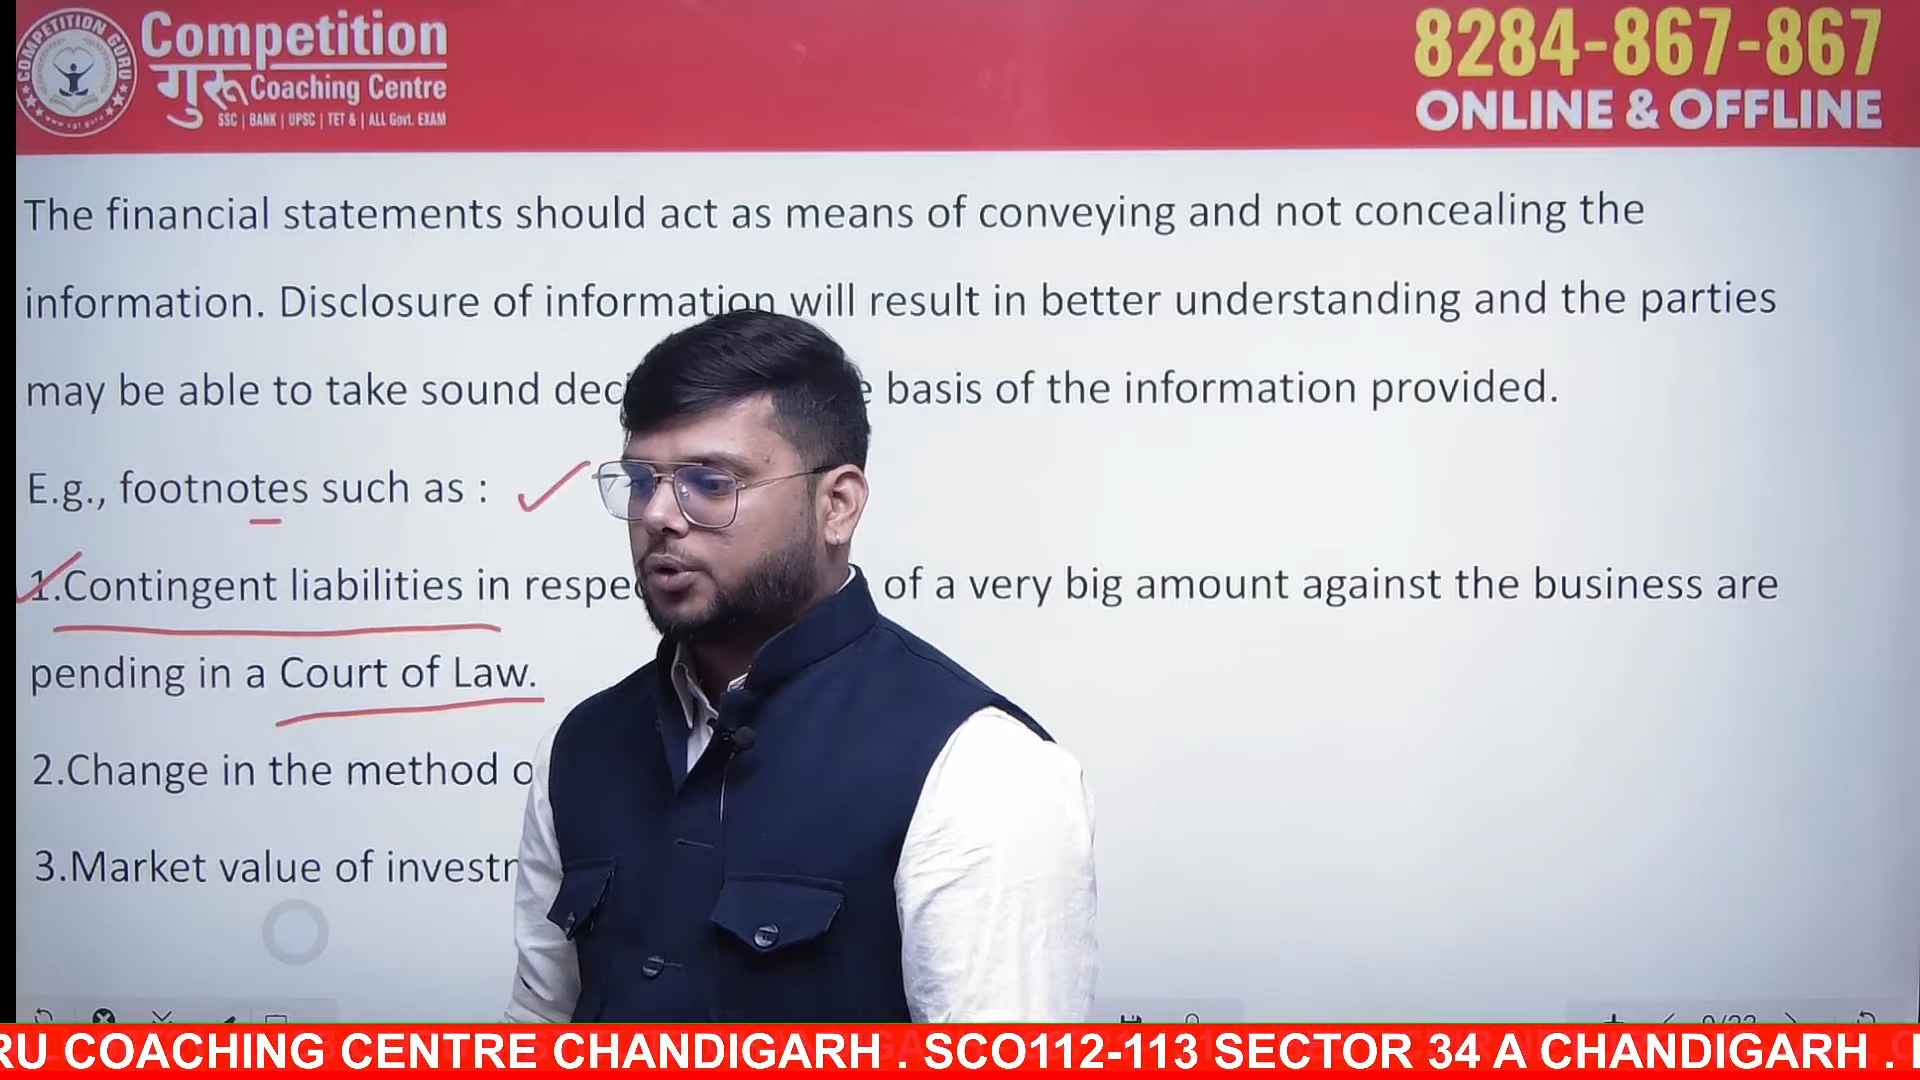 COMPETITION GURU
www.cgl.guru
Competition
गुरू Coaching Centre
SSC | BANK | UPSC | TET & | ALL Govt. EXAM
8284-867-867
ONLINE & OFFLINE
The financial statements should act as means of conveying and not concealing the
information. Disclosure of information will result in better understanding and the parties
may be able to take sound basis of the information provided.
E.g., footnotes such as :
1.Contingent liabilities in of a very big amount against the business are
pending in a Court of Law.
2.Change in the method
3.Market value of
RU COACHING CENTRE CHANDIGARH . SCO112-113 SECTOR 34 A CHANDIGARH .